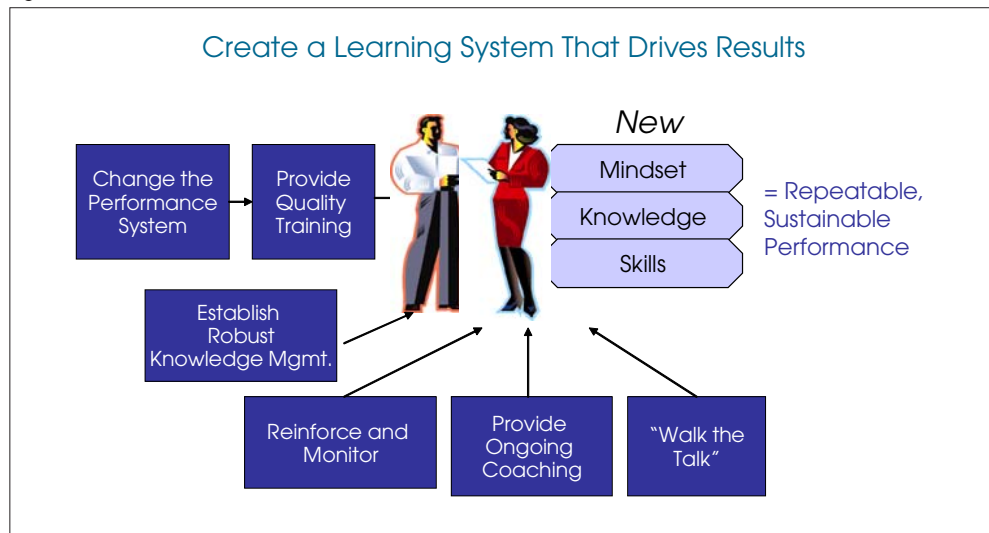 Create a Learning System That Drives Results
New
Change the
Performance
System
Provide
Quality
Training
Mindset
Knowledge
Skills
= Repeatable,
Sustainable
Performance
Establish
Robust
Knowledge Mgmt.
Reinforce and
Monitor
Provide
Ongoing
Coaching
“Walk the
Talk”